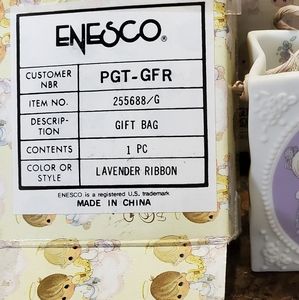 ENESCO®
CUSTOMER NBR PGT-GFR
ITEM NO. 255688/G
DESCRIP-TION GIFT BAG
CONTENTS 1 PC
COLOR OR STYLE LAVENDER RIBBON
ENESCO, is a registered U.S. trademark
MADE IN CHINA